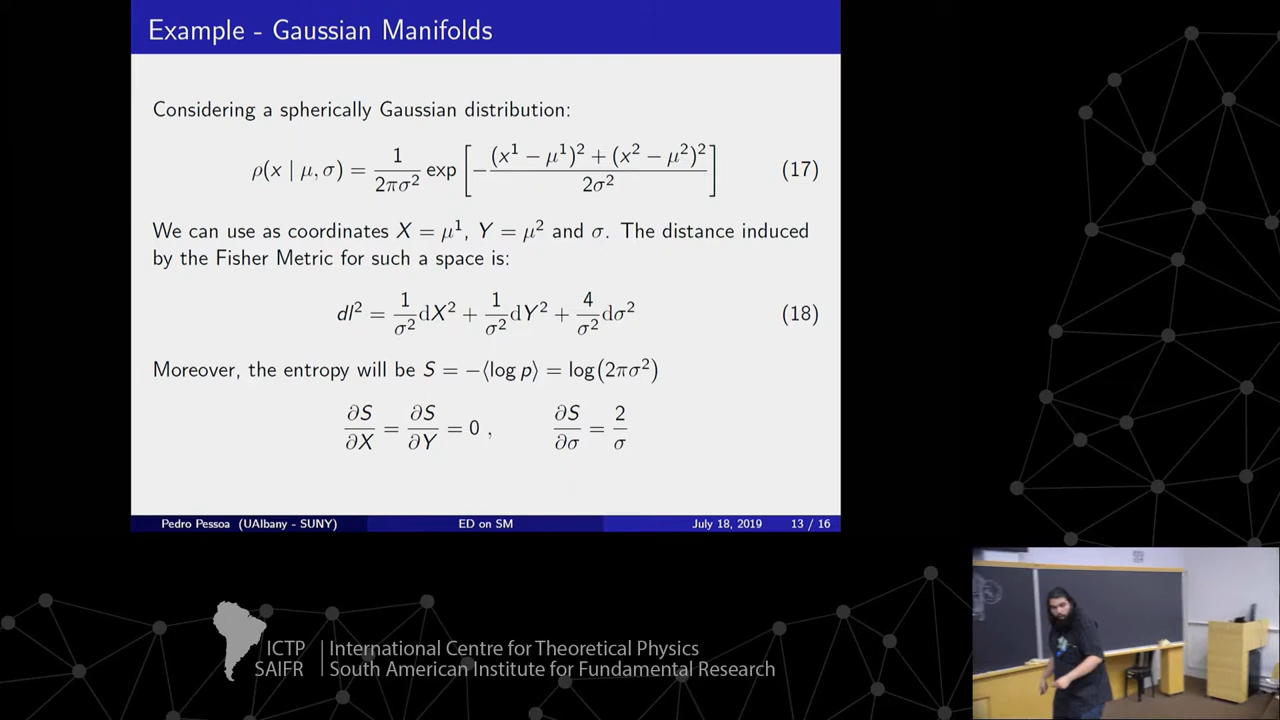 Example - Gaussian Manifolds
Considering a spherically Gaussian distribution:
ρ(x | μ, σ) = 1/(2πσ²) exp [ −((x¹ − μ¹)² + (x² − μ²)²)/(2σ²) ] (17)
We can use as coordinates X = μ¹, Y = μ² and σ. The distance induced
by the Fisher Metric for such a space is:
dl² = 1/σ² dX² + 1/σ² dY² + 4/σ² dσ² (18)
Moreover, the entropy will be S = −⟨log p⟩ = log(2πσ²)
∂S/∂X = ∂S/∂Y = 0 , ∂S/∂σ = 2/σ
Pedro Pessoa (UAlbany - SUNY) ED on SM July 18, 2019 13 / 16
ICTP International Centre for Theoretical Physics
SAIFR South American Institute for Fundamental Research